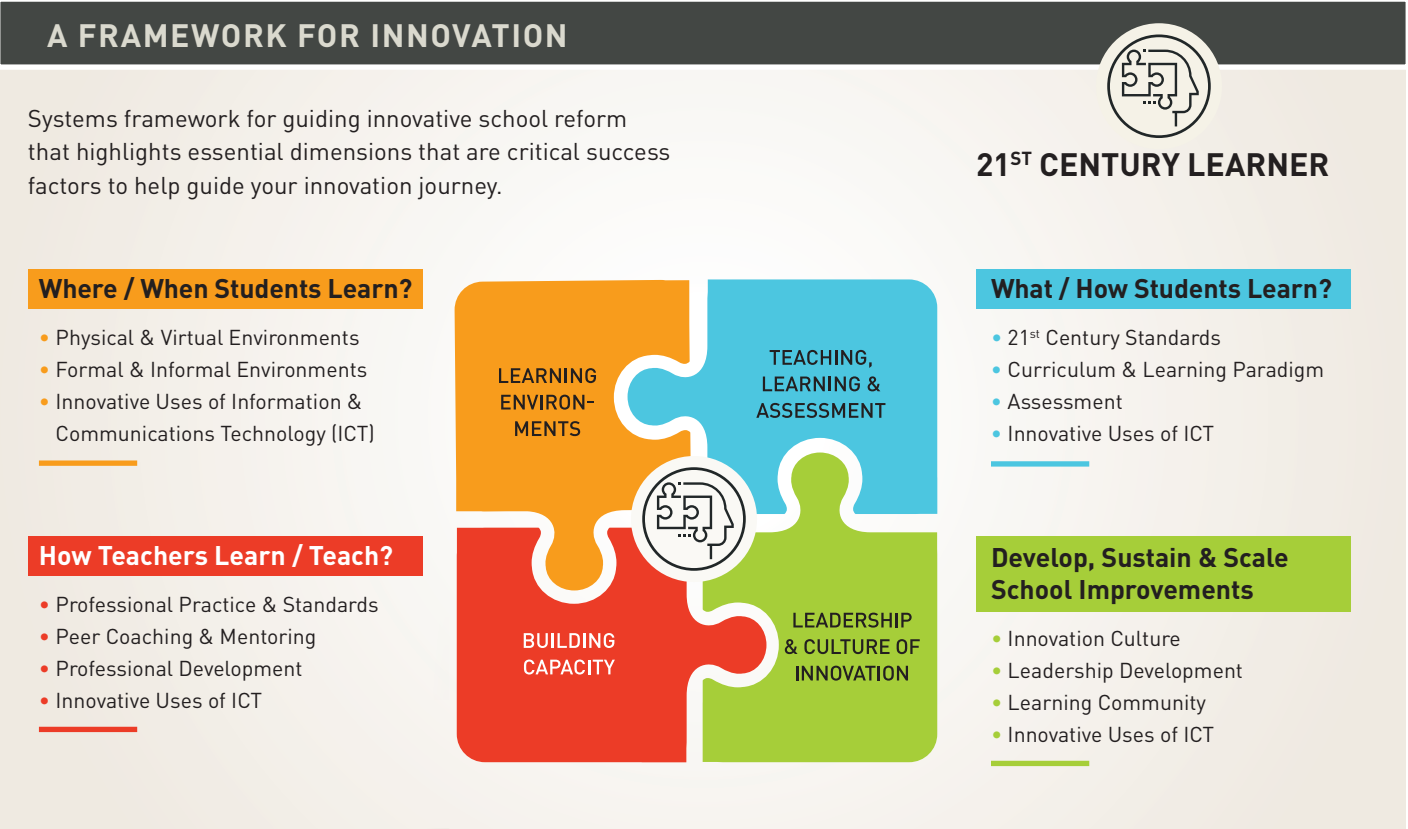 A FRAMEWORK FOR INNOVATION
Systems framework for guiding innovative school reform
that highlights essential dimensions that are critical success
factors to help guide your innovation journey.
21ST CENTURY LEARNER
Where / When Students Learn?
• Physical & Virtual Environments
• Formal & Informal Environments
• Innovative Uses of Information &
Communications Technology (ICT)
How Teachers Learn / Teach?
• Professional Practice & Standards
• Peer Coaching & Mentoring
• Professional Development
• Innovative Uses of ICT
LEARNING
ENVIRON-
MENTS
TEACHING,
LEARNING &
ASSESSMENT
BUILDING
CAPACITY
LEADERSHIP
& CULTURE OF
INNOVATION
What / How Students Learn?
• 21st Century Standards
• Curriculum & Learning Paradigm
• Assessment
• Innovative Uses of ICT
Develop, Sustain & Scale
School Improvements
• Innovation Culture
• Leadership Development
• Learning Community
• Innovative Uses of ICT